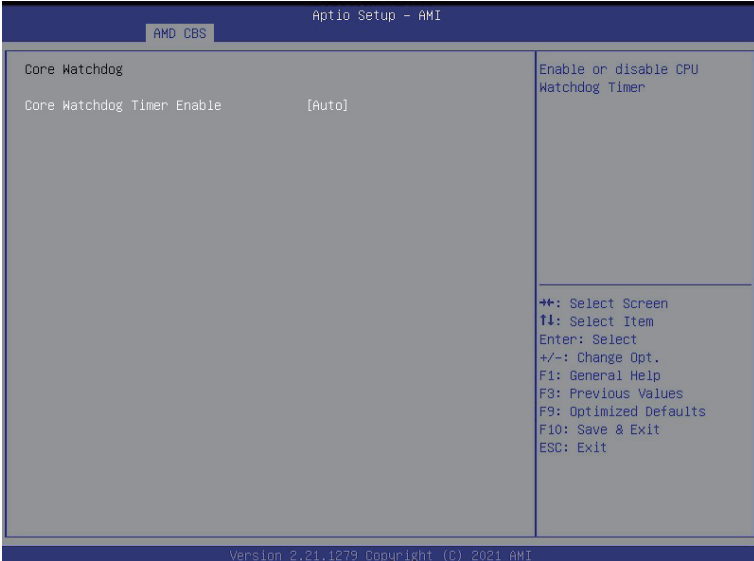 Aptio Setup – AMI
AMD CBS
Core Watchdog
Core Watchdog Timer Enable [Auto]
Enable or disable CPU
Watchdog Timer
→←: Select Screen
↑↓: Select Item
Enter: Select
+/-: Change Opt.
F1: General Help
F3: Previous Values
F9: Optimized Defaults
F10: Save & Exit
ESC: Exit
Version 2.21.1279 Copyright (C) 2021 AMI